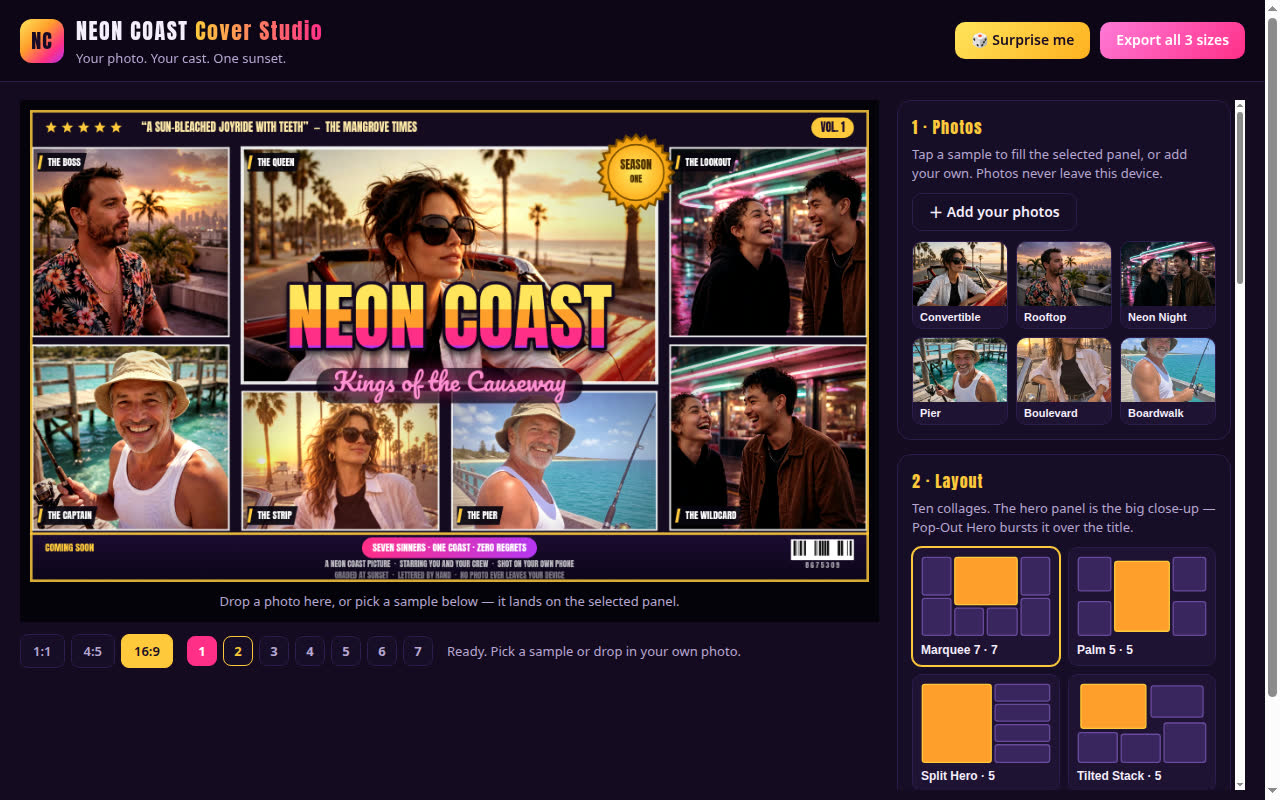 NC
NEON COAST Cover Studio
Your photo. Your cast. One sunset.
🎲 Surprise me
Export all 3 sizes
★ ★ ★ ★ ★ “A SUN-BLEACHED JOYRIDE WITH TEETH” – THE MANGROVE TIMES
VOL. 1
THE BOSS
THE QUEEN
SEASON
ONE
THE LOOKOUT
NEON COAST
Kings of the Causeway
THE CAPTAIN
THE STRIP
THE PIER
THE WILDCARD
COMING SOON
SEVEN SINNERS · ONE COAST · ZERO REGRETS
A NEON COAST PICTURE · STARRING YOU AND YOUR CREW · SHOT ON YOUR OWN PHONE
GRADED AT SUNSET · LETTERED BY HAND · NO PHOTO EVER LEAVES YOUR DEVICE
8675309
Drop a photo here, or pick a sample below — it lands on the selected panel.
1:1
4:5
16:9
1
2
3
4
5
6
7
Ready. Pick a sample or drop in your own photo.
1 · Photos
Tap a sample to fill the selected panel, or add
your own. Photos never leave this device.
+ Add your photos
Convertible
Rooftop
Neon Night
Pier
Boulevard
Boardwalk
2 · Layout
Ten collages. The hero panel is the big close-up —
Pop-Out Hero bursts it over the title.
Marquee 7 · 7
Palm 5 · 5
Split Hero · 5
Tilted Stack · 5